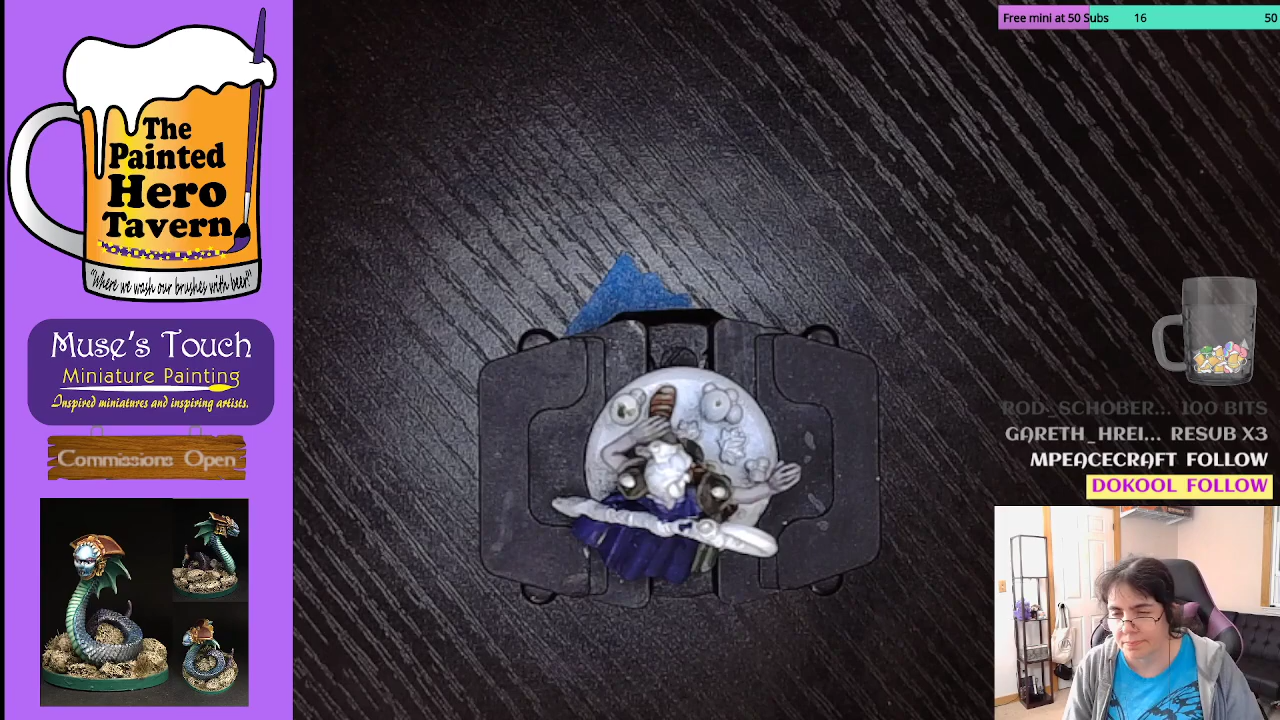 The
Painted
Hero
Tavern
"Where we wash our brushes with beer!"
Muse's Touch
Miniature Painting
Inspired miniatures and inspiring artists.
Commissions Open
Free mini at 50 Subs 16 50
ROD_SCHOBER... 100 BITS
GARETH_HREI... RESUB X3
MPEACECRAFT FOLLOW
DOKOOL FOLLOW